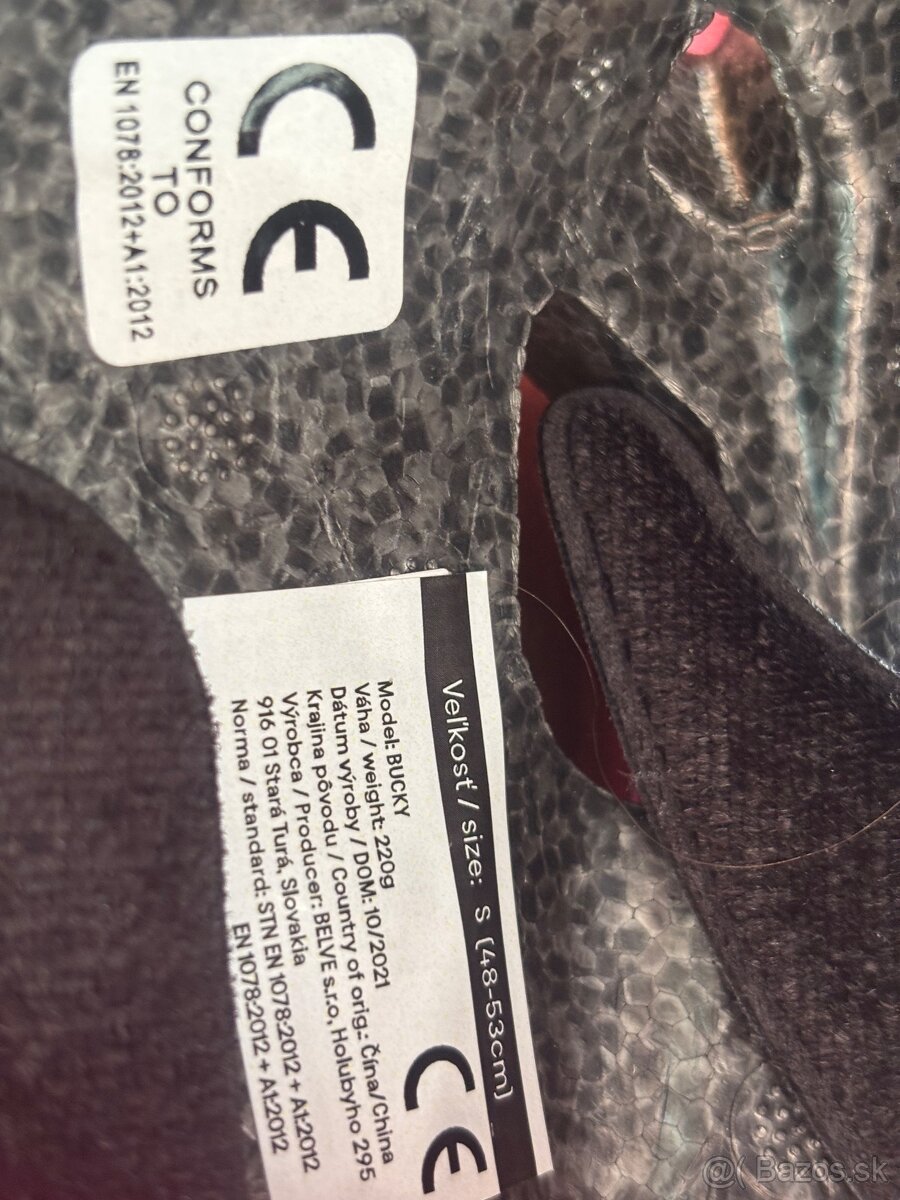 CE
CONFORMS
TO
EN 1078:2012+A1:2012
Veľkosť / size: S (48-53cm)
Model: BUCKY
Váha / weight: 220g
Dátum výroby / DOM: 10/2021
Krajina pôvodu / Country of orig.: Čína/China
Výrobca / Producer: BELVE s.r.o, Holubyho 295
916 01 Stará Turá, Slovakia
Norma / standard: STN EN 1078:2012 + A1:2012
EN 1078:2012 + A1:2012
CE
@( Bazos.sk